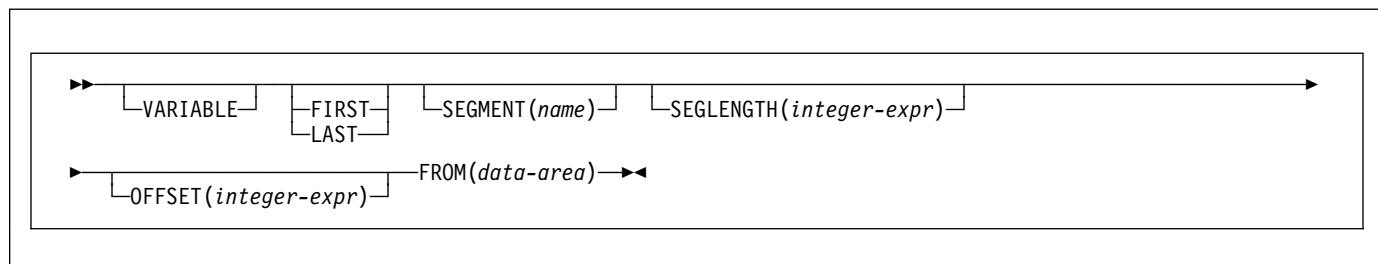 VARIABLE FIRST SEGMENT(name) SEGLENGTH(integer-expr)
LAST
FROM(data-area)
OFFSET(integer-expr)